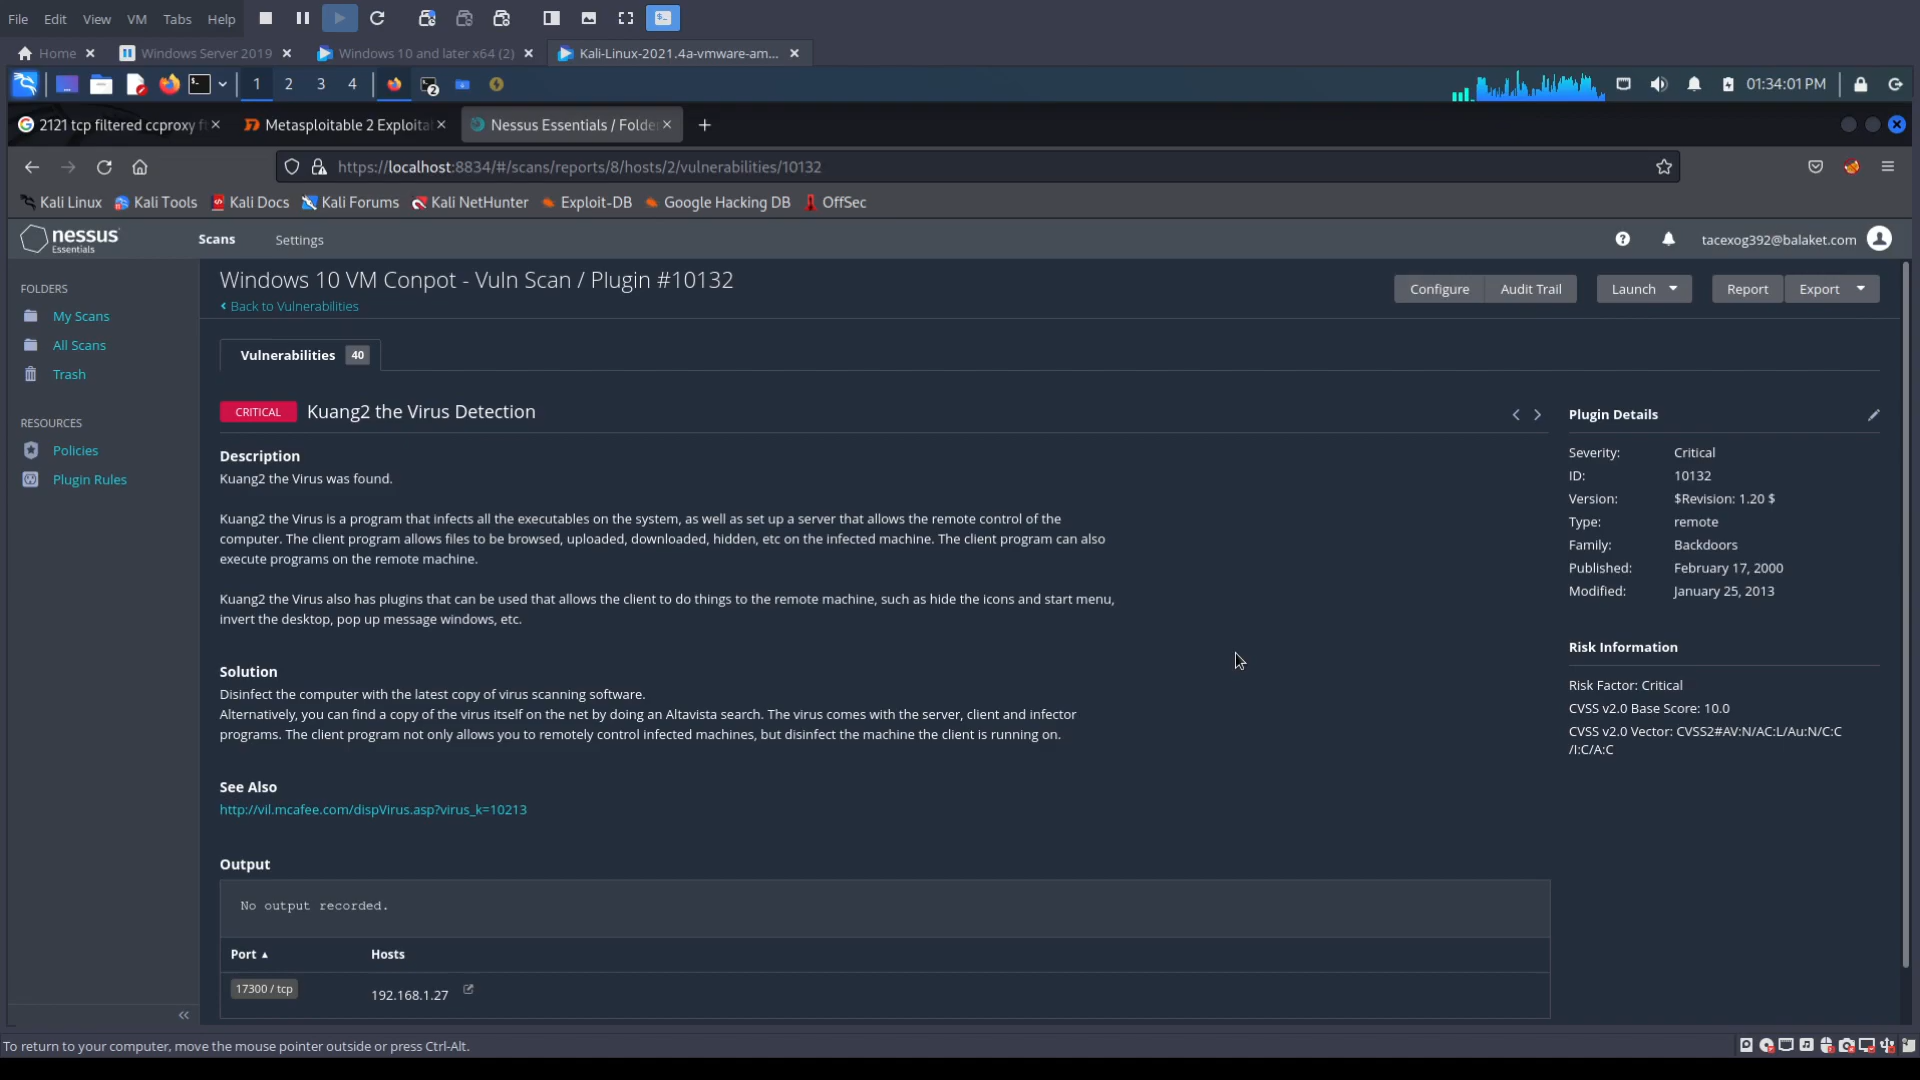 File Edit View VM Tabs Help
Home Windows Server 2019 Windows 10 and later x64 (2) Kali-Linux-2021.4a-vmware-am...
1 2 3 4 01:34:01 PM
2121 tcp filtered ccproxy f Metasploitable 2 Exploita Nessus Essentials / Folde
https://localhost:8834/#/scans/reports/8/hosts/2/vulnerabilities/10132
Kali Linux Kali Tools Kali Docs Kali Forums Kali NetHunter Exploit-DB Google Hacking DB OffSec
nessus Essentials Scans Settings tacexog392@balaket.com
FOLDERS
My Scans
All Scans
Trash
RESOURCES
Policies
Plugin Rules
Windows 10 VM Conpot - Vuln Scan / Plugin #10132
Back to Vulnerabilities
Configure Audit Trail Launch Report Export
Vulnerabilities 40
CRITICAL Kuang2 the Virus Detection
Description
Kuang2 the Virus was found.
Kuang2 the Virus is a program that infects all the executables on the system, as well as set up a server that allows the remote control of the
computer. The client program allows files to be browsed, uploaded, downloaded, hidden, etc on the infected machine. The client program can also
execute programs on the remote machine.
Kuang2 the Virus also has plugins that can be used that allows the client to do things to the remote machine, such as hide the icons and start menu,
invert the desktop, pop up message windows, etc.
Solution
Disinfect the computer with the latest copy of virus scanning software.
Alternatively, you can find a copy of the virus itself on the net by doing an Altavista search. The virus comes with the server, client and infector
programs. The client program not only allows you to remotely control infected machines, but disinfect the machine the client is running on.
See Also
http://vil.mcafee.com/dispVirus.asp?virus_k=10213
Output
No output recorded.
Port Hosts
17300 / tcp 192.168.1.27
Plugin Details
Severity: Critical
ID: 10132
Version: $Revision: 1.20 $
Type: remote
Family: Backdoors
Published: February 17, 2000
Modified: January 25, 2013
Risk Information
Risk Factor: Critical
CVSS v2.0 Base Score: 10.0
CVSS v2.0 Vector: CVSS2#AV:N/AC:L/Au:N/C:C
/I:C/A:C
To return to your computer, move the mouse pointer outside or press Ctrl-Alt.